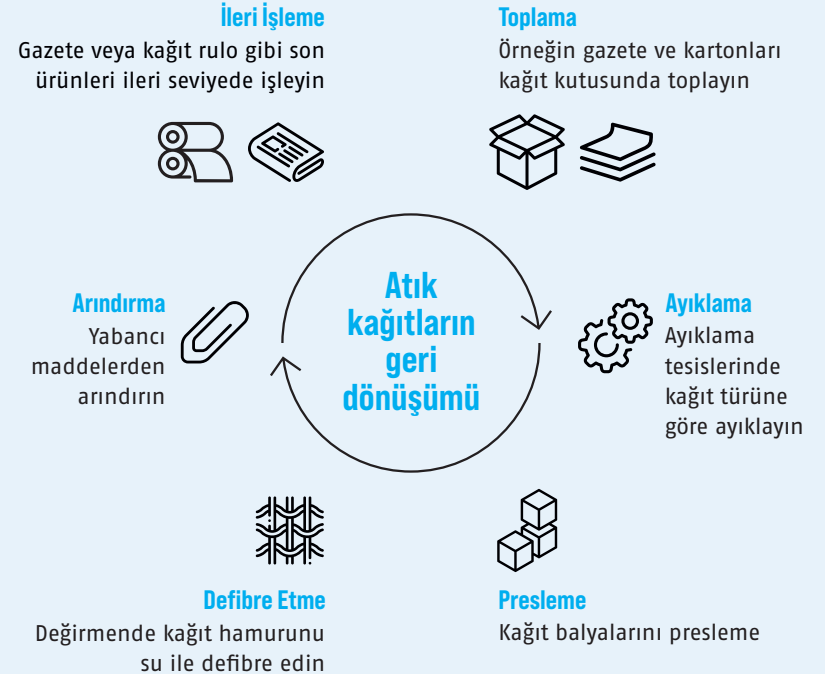 İleri İşleme
Gazete veya kağıt rulo gibi son
ürünleri ileri seviyede işleyin
Toplama
Örneğin gazete ve kartonları
kağıt kutusunda toplayın
Atık
kağıtların
geri
dönüşümü
Arındırma
Yabancı
maddelerden
arındırın
Ayıklama
Ayıklama
tesislerinde
kağıt türüne
göre ayıklayın
Defibre Etme
Değirmende kağıt hamurunu
su ile defibre edin
Presleme
Kağıt balyalarını presleme